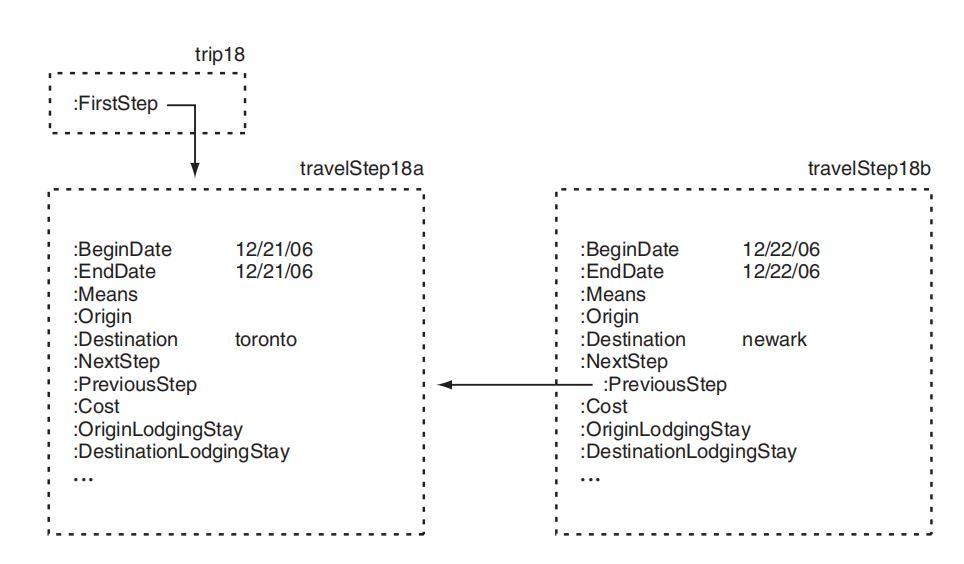 trip18
:FirstStep
travelStep18a
:BeginDate 12/21/06
:EndDate 12/21/06
:Means
:Origin
:Destination toronto
:NextStep
:PreviousStep
:Cost
:OriginLodgingStay
:DestinationLodgingStay
...
travelStep18b
:BeginDate 12/22/06
:EndDate 12/22/06
:Means
:Origin
:Destination newark
:NextStep
:PreviousStep
:Cost
:OriginLodgingStay
:DestinationLodgingStay
...